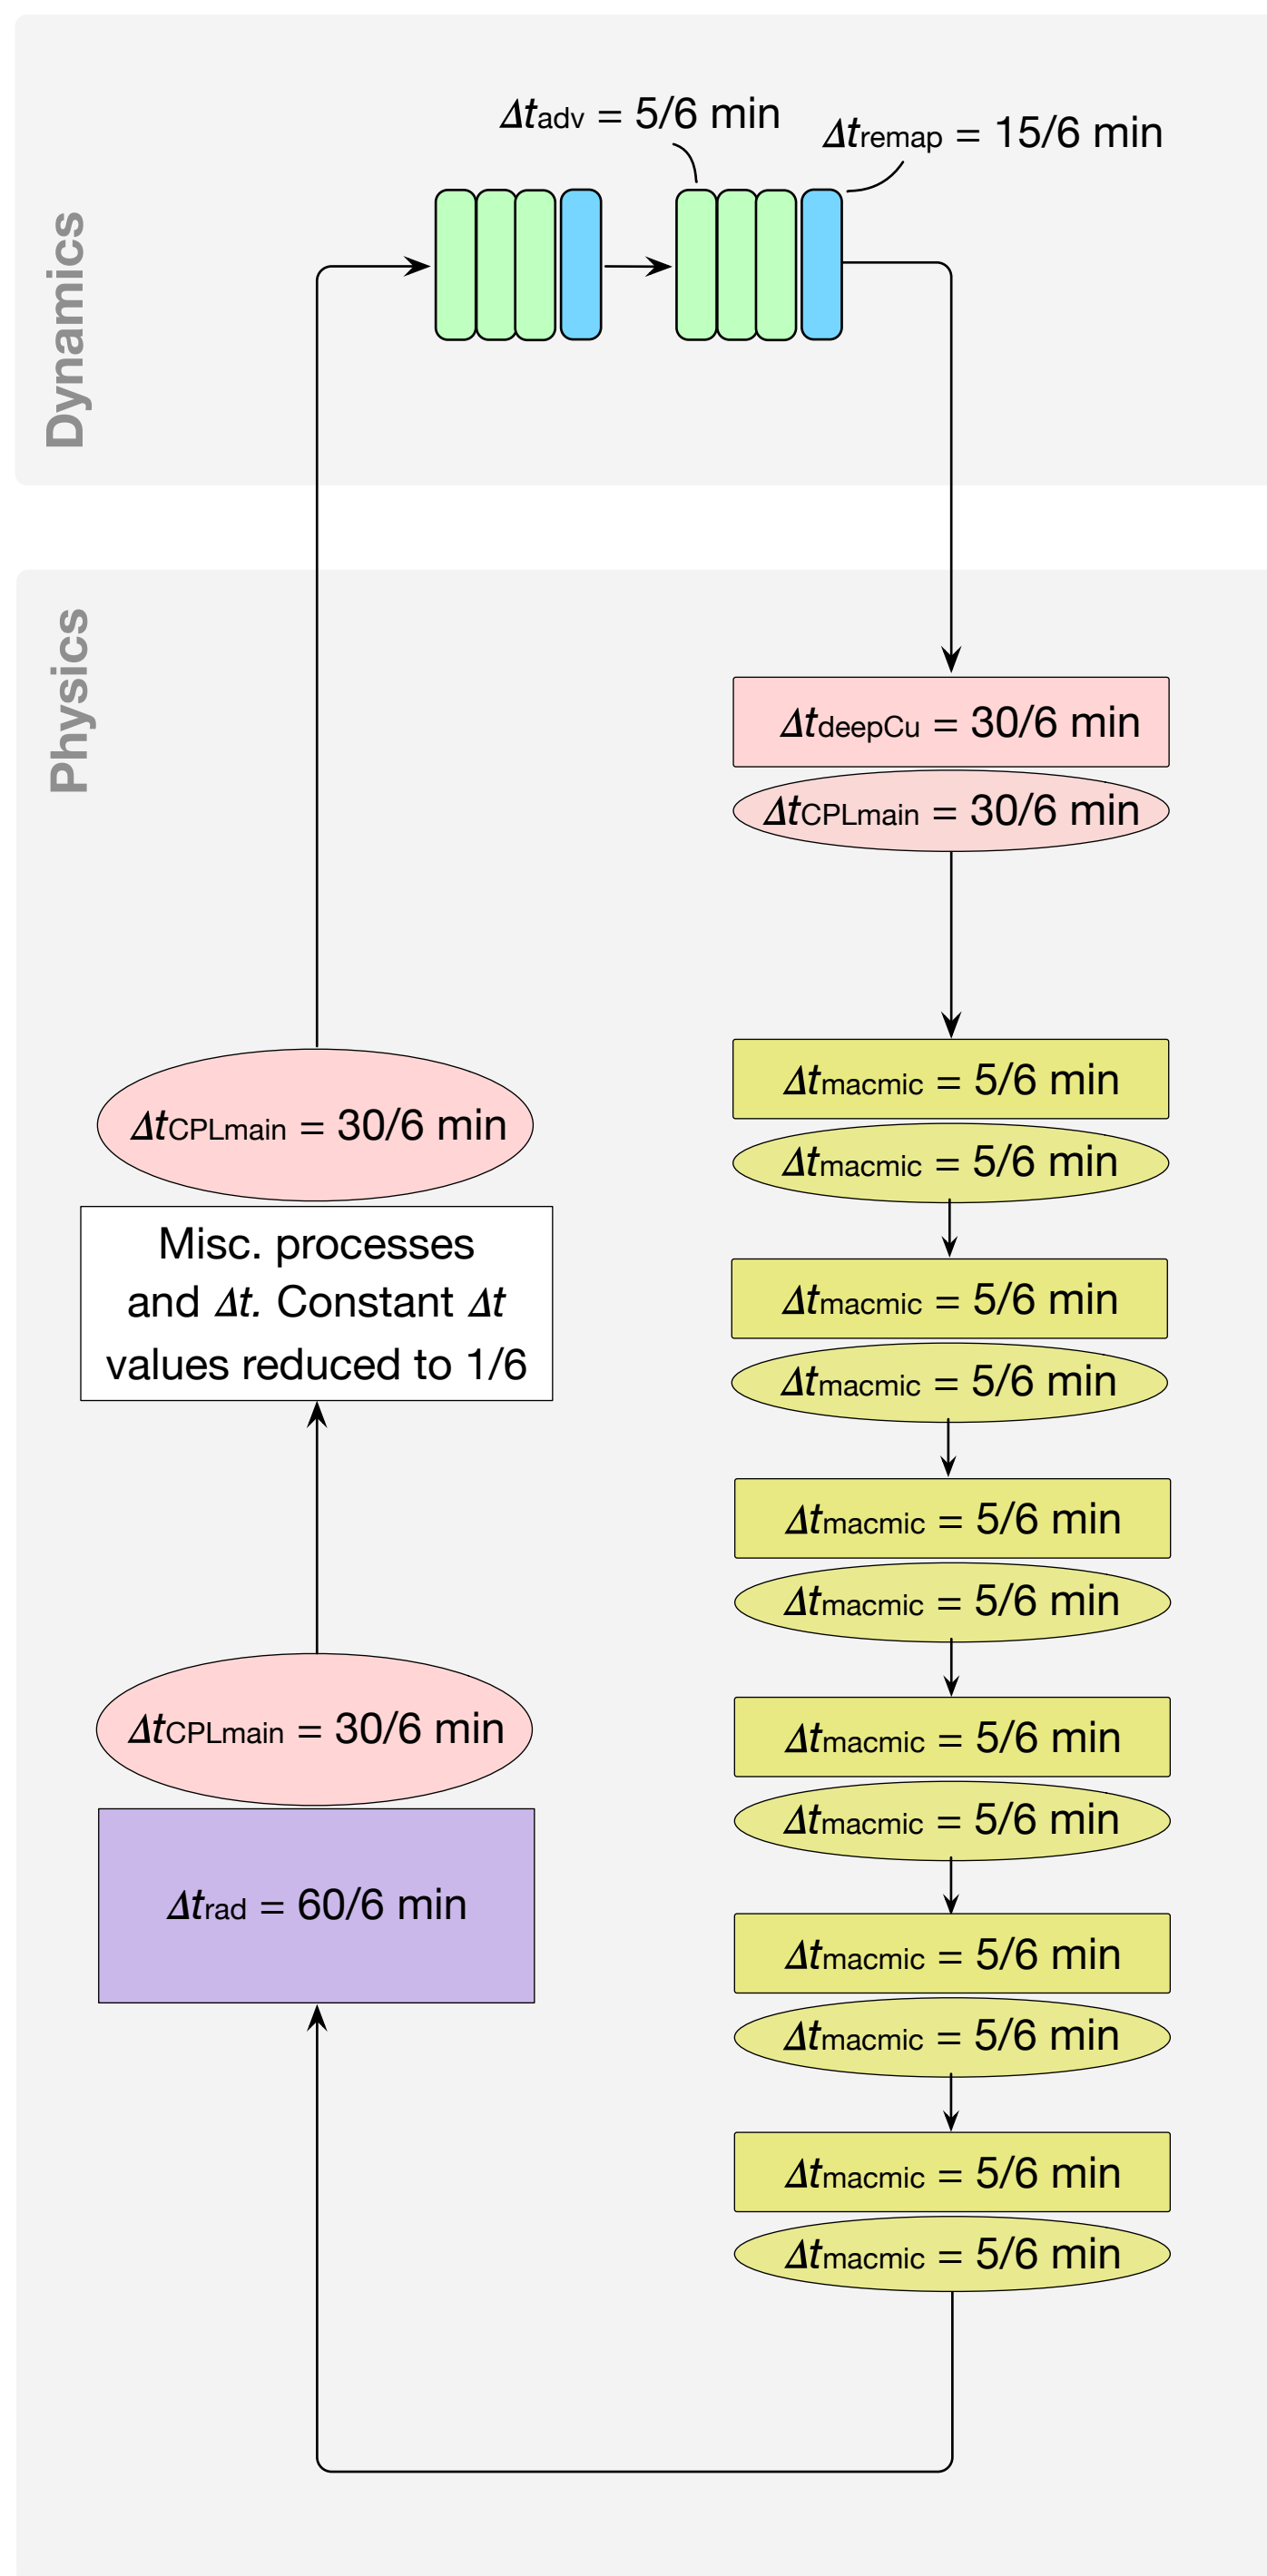 Dynamics
Δtadv = 5/6 min
Δtremap = 15/6 min
Physics
ΔtdeepCu = 30/6 min
ΔtCPLmain = 30/6 min
Δtmacmic = 5/6 min
Δtmacmic = 5/6 min
Δtmacmic = 5/6 min
Δtmacmic = 5/6 min
Δtmacmic = 5/6 min
Δtmacmic = 5/6 min
Δtmacmic = 5/6 min
Δtmacmic = 5/6 min
Δtmacmic = 5/6 min
Δtmacmic = 5/6 min
Δtmacmic = 5/6 min
Δtmacmic = 5/6 min
Δtrad = 60/6 min
ΔtCPLmain = 30/6 min
Misc. processes
and Δt. Constant Δt
values reduced to 1/6
ΔtCPLmain = 30/6 min